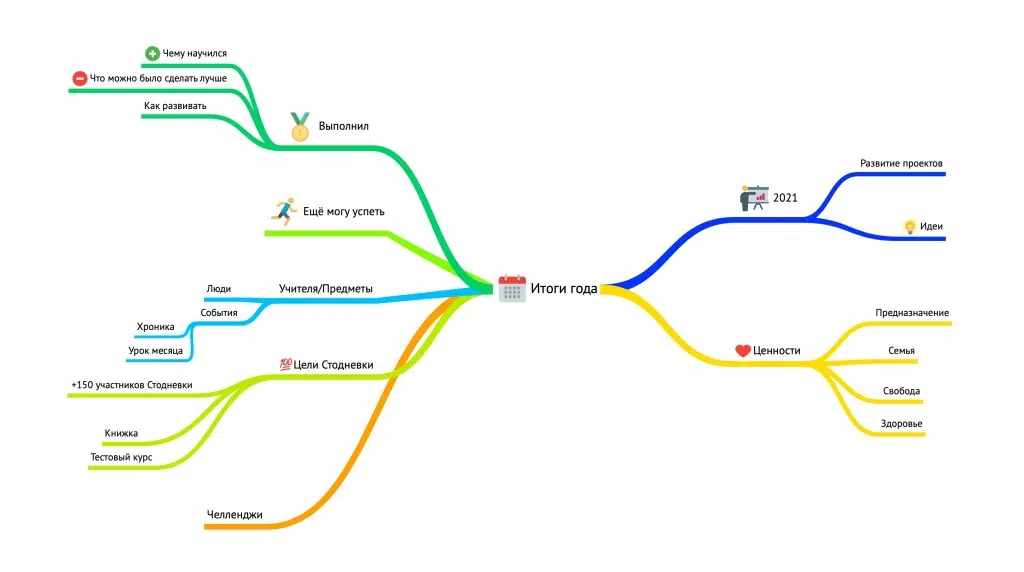 Итоги года
Выполнил
Чему научился
Что можно было сделать лучше
Как развивать
Ещё могу успеть
Учителя/Предметы
Люди
События
Хроника
Урок месяца
100
Цели Стодневки
+150 участников Стодневки
Книжка
Тестовый курс
Челленджи
2021
Развитие проектов
Идеи
Ценности
Предназначение
Семья
Свобода
Здоровье